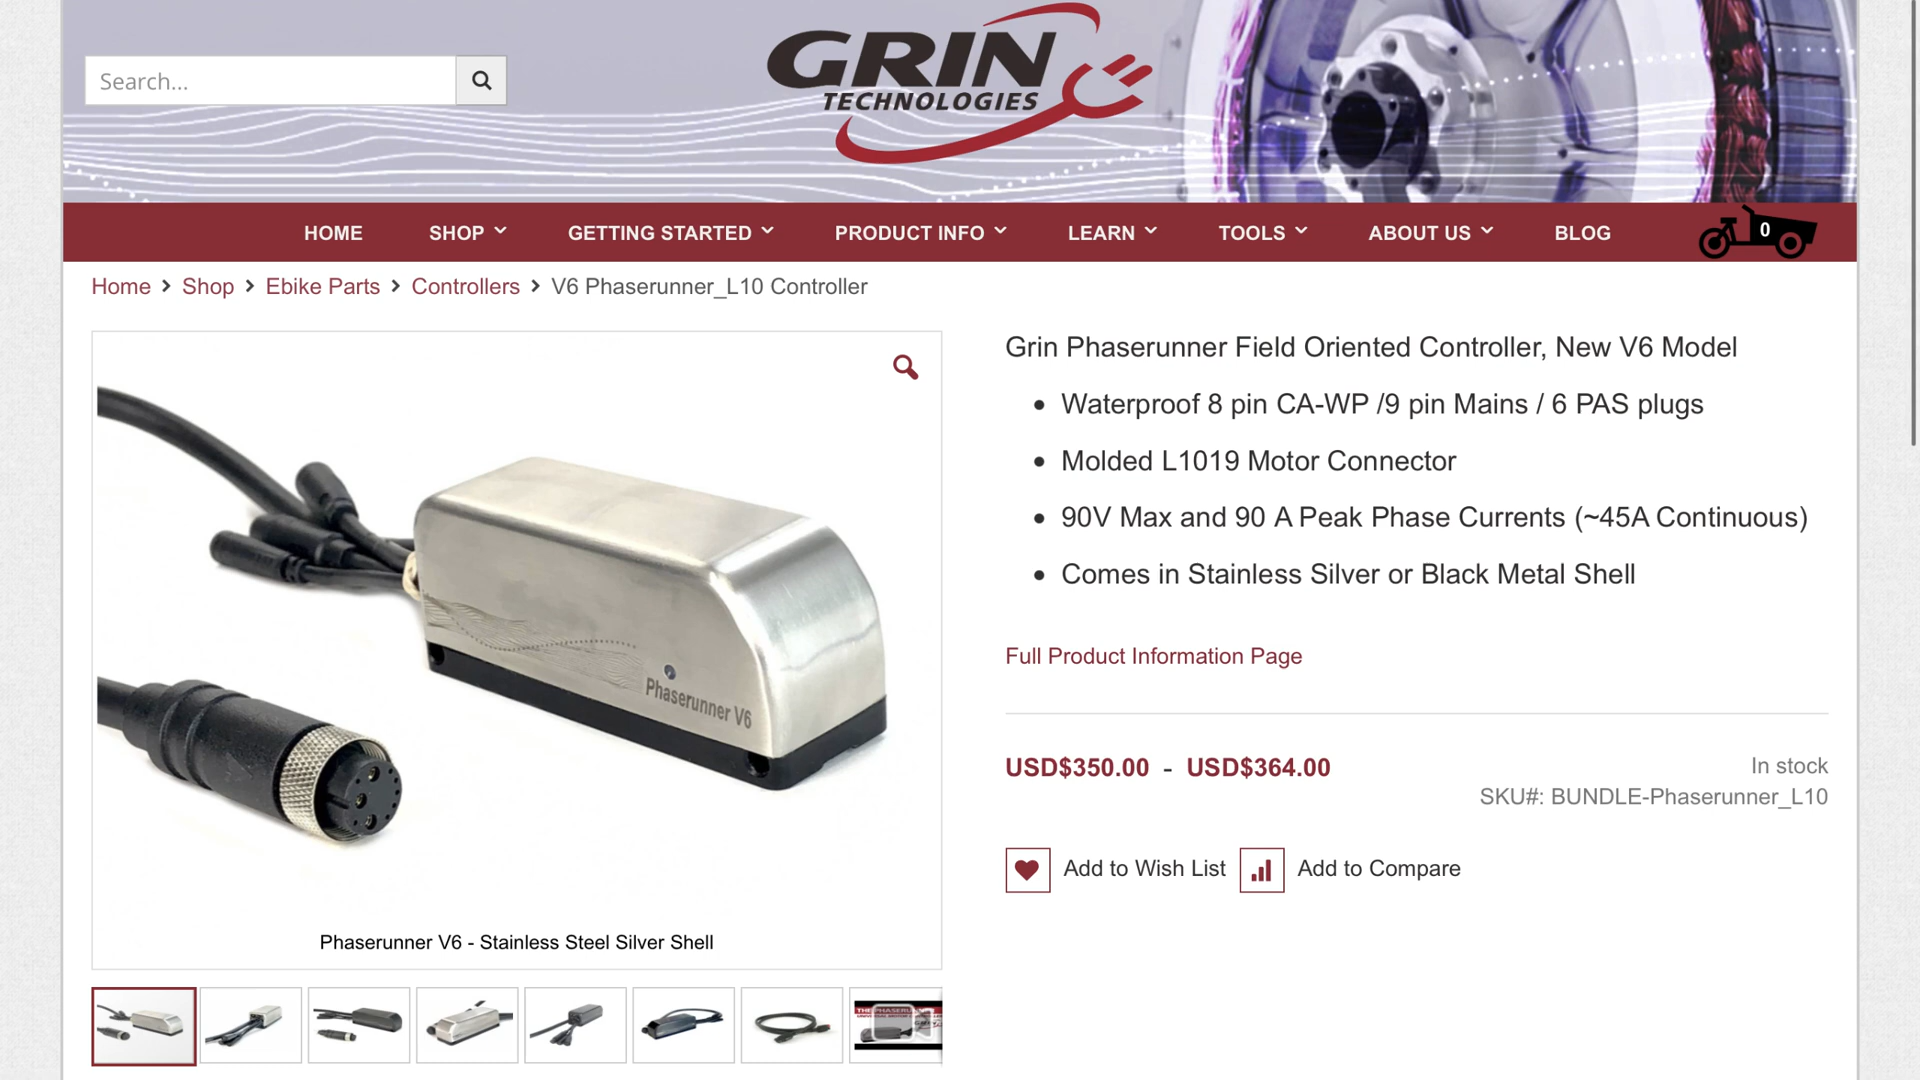 Search...
GRIN
TECHNOLOGIES
HOME SHOP GETTING STARTED PRODUCT INFO LEARN TOOLS ABOUT US BLOG 0
Home Shop Ebike Parts Controllers V6 Phaserunner_L10 Controller
Grin Phaserunner Field Oriented Controller, New V6 Model
• Waterproof 8 pin CA-WP /9 pin Mains / 6 PAS plugs
• Molded L1019 Motor Connector
• 90V Max and 90 A Peak Phase Currents (~45A Continuous)
• Comes in Stainless Silver or Black Metal Shell
Full Product Information Page
USD$350.00 - USD$364.00
In stock
SKU#: BUNDLE-Phaserunner_L10
Add to Wish List Add to Compare
Phaserunner V6
Phaserunner V6 - Stainless Steel Silver Shell